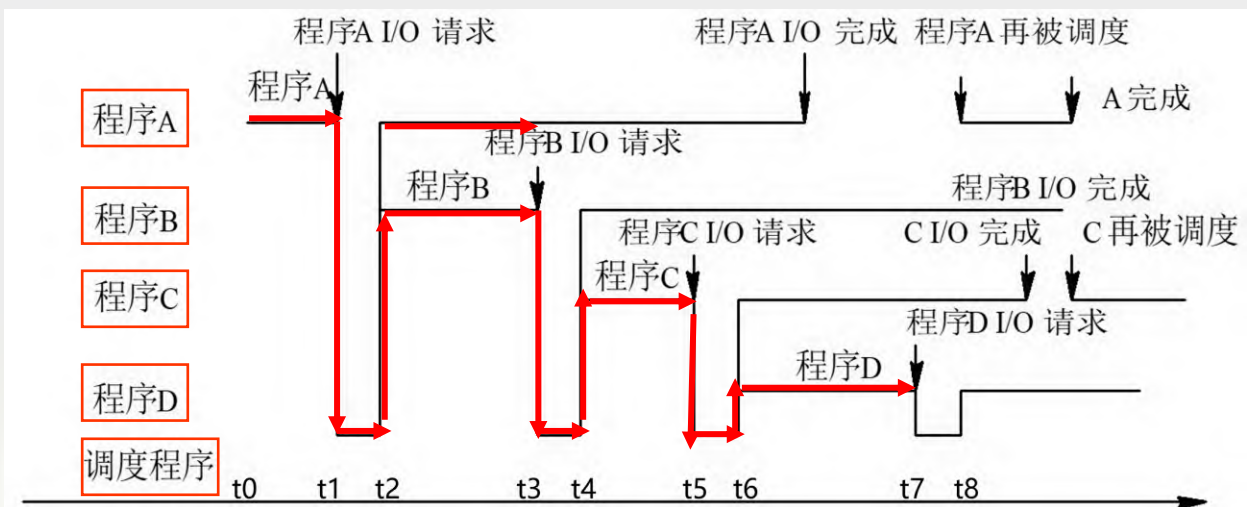 程序A I/O 请求
程序A I/O 完成
程序A 再被调度
程序A
程序A
A 完成
程序B I/O 请求
程序B
程序B
程序B I/O 完成
程序C I/O 请求
C I/O 完成
C 再被调度
程序C
程序C
程序D I/O 请求
程序D
程序D
调度程序
t0 t1 t2 t3 t4 t5 t6 t7 t8